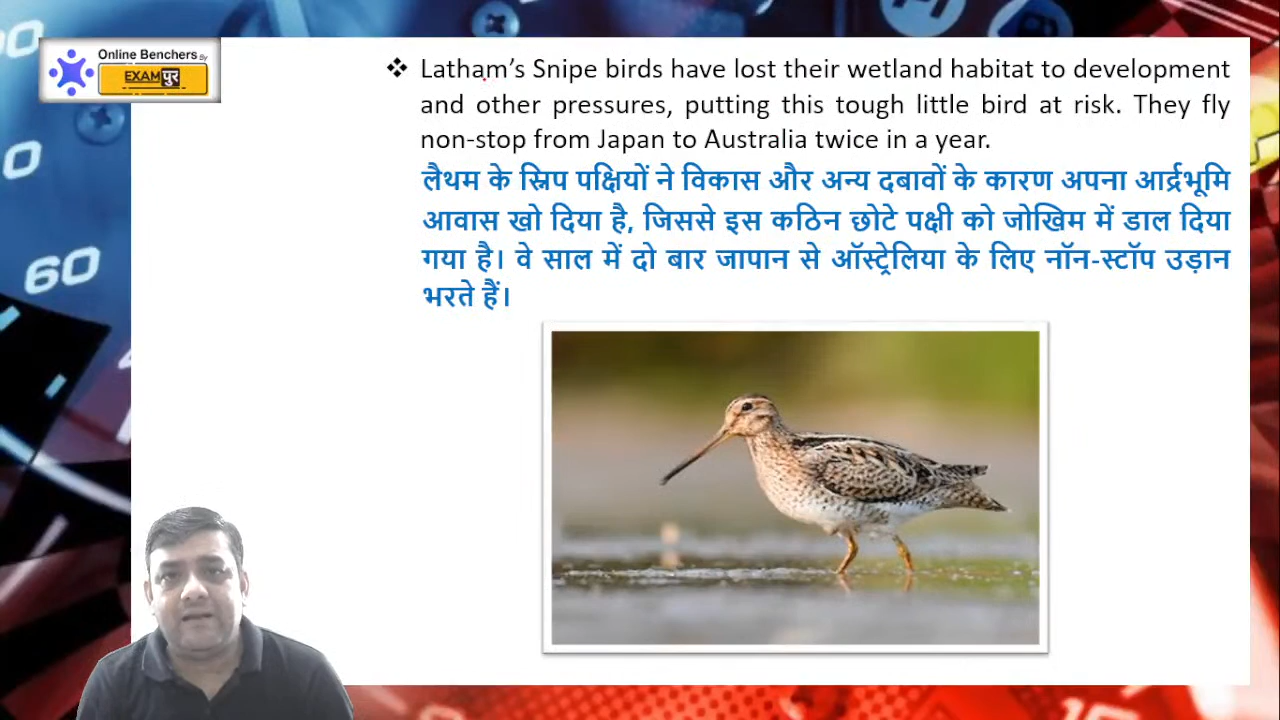 Online Benchers By
EXAMपुर
❖ Latham's Snipe birds have lost their wetland habitat to development
and other pressures, putting this tough little bird at risk. They fly
non-stop from Japan to Australia twice in a year.
लैथम के स्निप पक्षियों ने विकास और अन्य दबावों के कारण अपना आर्द्रभूमि
आवास खो दिया है, जिससे इस कठिन छोटे पक्षी को जोखिम में डाल दिया
गया है। वे साल में दो बार जापान से ऑस्ट्रेलिया के लिए नॉन-स्टॉप उड़ान
भरते हैं।
60